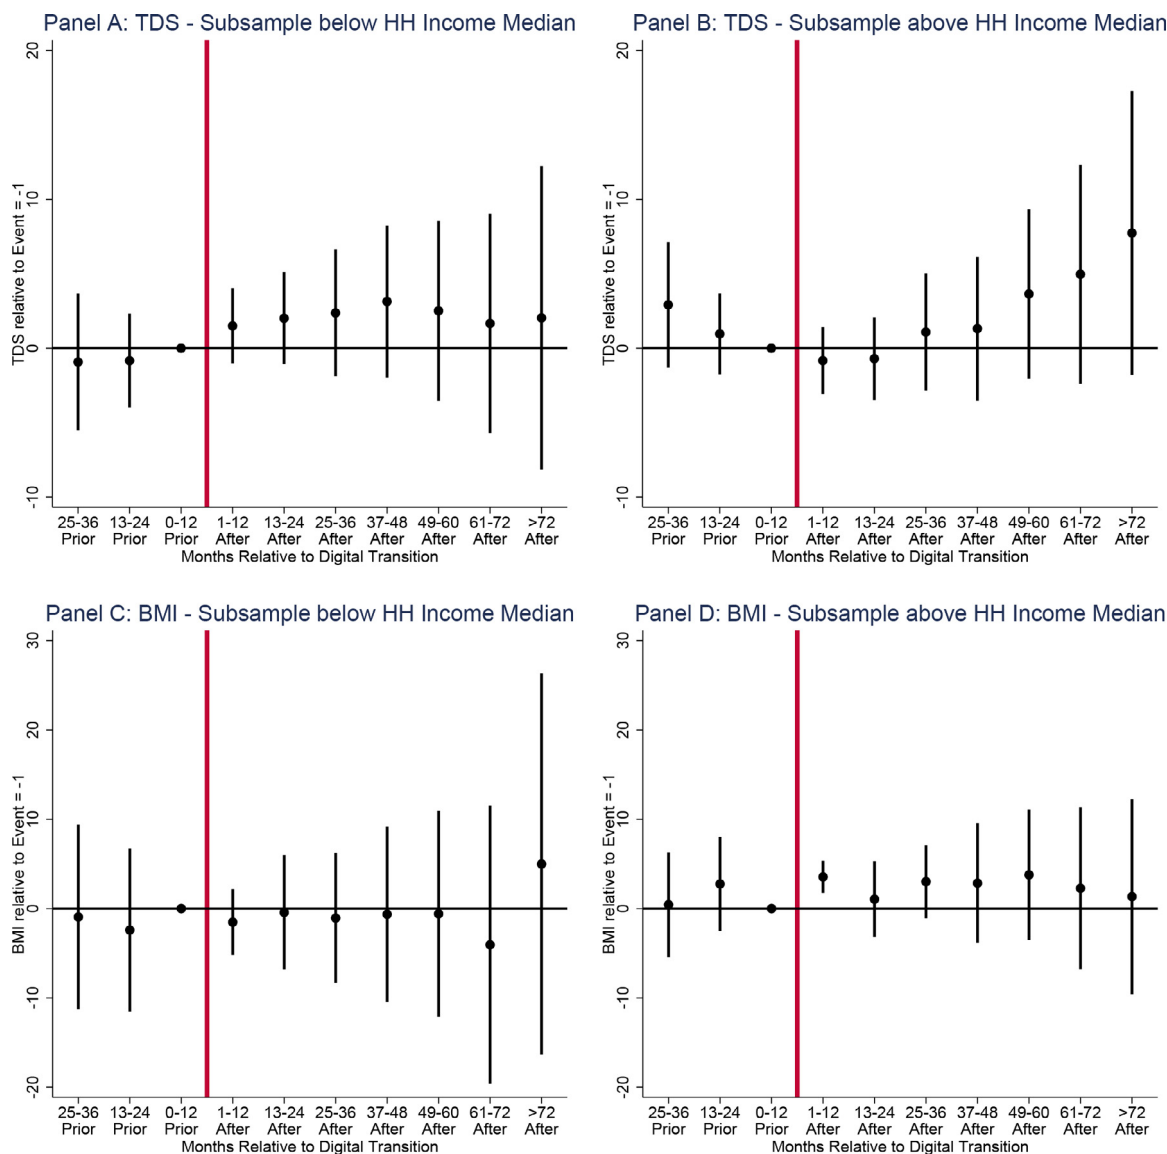 Panel A: TDS - Subsample below HH Income Median
TDS relative to Event = -1
20
10
0
-10
25-36 13-24 0-12 1-12 13-24 25-36 37-48 49-60 61-72 >72
Prior Prior Prior After After After After After After After
Months Relative to Digital Transition
Panel B: TDS - Subsample above HH Income Median
TDS relative to Event = -1
20
10
0
-10
25-36 13-24 0-12 1-12 13-24 25-36 37-48 49-60 61-72 >72
Prior Prior Prior After After After After After After After
Months Relative to Digital Transition
Panel C: BMI - Subsample below HH Income Median
BMI relative to Event = -1
30
20
10
0
-10
-20
25-36 13-24 0-12 1-12 13-24 25-36 37-48 49-60 61-72 >72
Prior Prior Prior After After After After After After After
Months Relative to Digital Transition
Panel D: BMI - Subsample above HH Income Median
BMI relative to Event = -1
30
20
10
0
-10
-20
25-36 13-24 0-12 1-12 13-24 25-36 37-48 49-60 61-72 >72
Prior Prior Prior After After After After After After After
Months Relative to Digital Transition